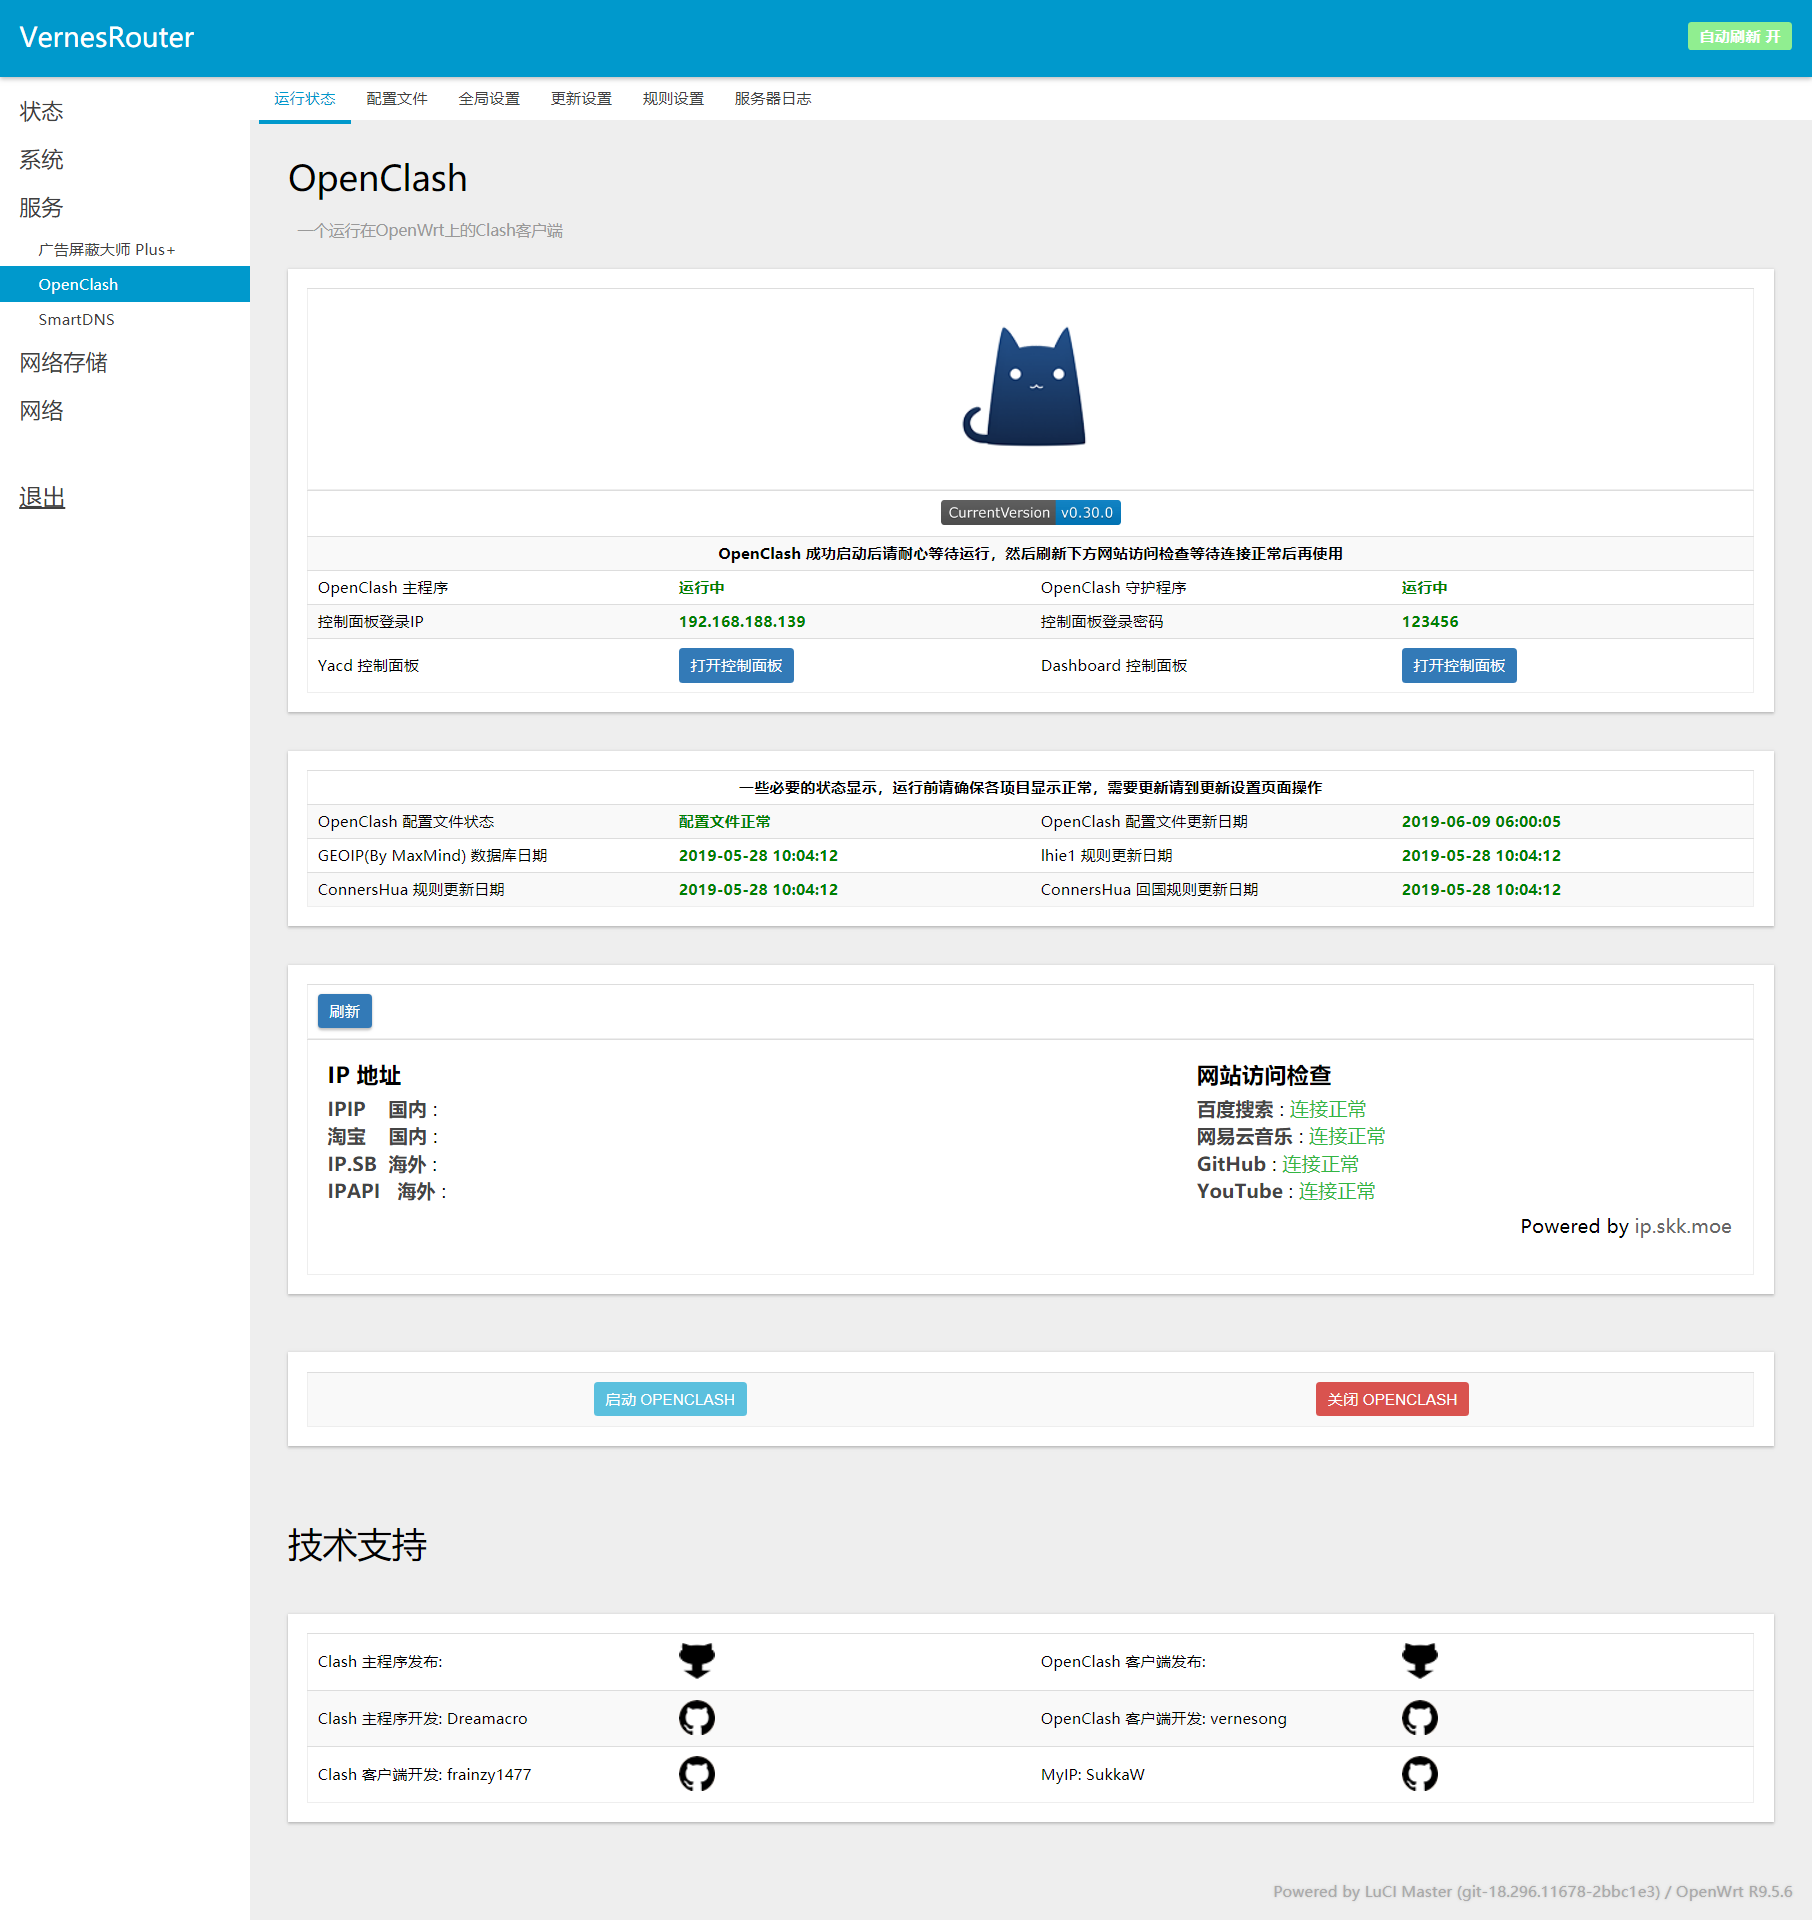 VernesRouter
自动刷新 开
状态
系统
服务
广告屏蔽大师 Plus+
OpenClash
SmartDNS
网络存储
网络
退出
运行状态 配置文件 全局设置 更新设置 规则设置 服务器日志
OpenClash
一个运行在OpenWrt上的Clash客户端
CurrentVersion v0.30.0
OpenClash 成功启动后请耐心等待运行，然后刷新下方网站访问检查等待连接正常后再使用
OpenClash 主程序 运行中 OpenClash 守护程序 运行中
控制面板登录IP 192.168.188.139 控制面板登录密码 123456
Yacd 控制面板 打开控制面板 Dashboard 控制面板 打开控制面板
一些必要的状态显示，运行前请确保各项目显示正常，需要更新请到更新设置页面操作
OpenClash 配置文件状态 配置文件正常 OpenClash 配置文件更新日期 2019-06-09 06:00:05
GEOIP(By MaxMind) 数据库日期 2019-05-28 10:04:12 lhie1 规则更新日期 2019-05-28 10:04:12
ConnersHua 规则更新日期 2019-05-28 10:04:12 ConnersHua 回国规则更新日期 2019-05-28 10:04:12
刷新
IP 地址
IPIP 国内 :
淘宝 国内 :
IP.SB 海外 :
IPAPI 海外 :
网站访问检查
百度搜索 : 连接正常
网易云音乐 : 连接正常
GitHub : 连接正常
YouTube : 连接正常
Powered by ip.skk.moe
启动 OPENCLASH 关闭 OPENCLASH
技术支持
Clash 主程序发布: OpenClash 客户端发布:
Clash 主程序开发: Dreamacro OpenClash 客户端开发: vernesong
Clash 客户端开发: frainzy1477 MyIP: SukkaW
Powered by LuCI Master (git-18.296.11678-2bbc1e3) / OpenWrt R9.5.6